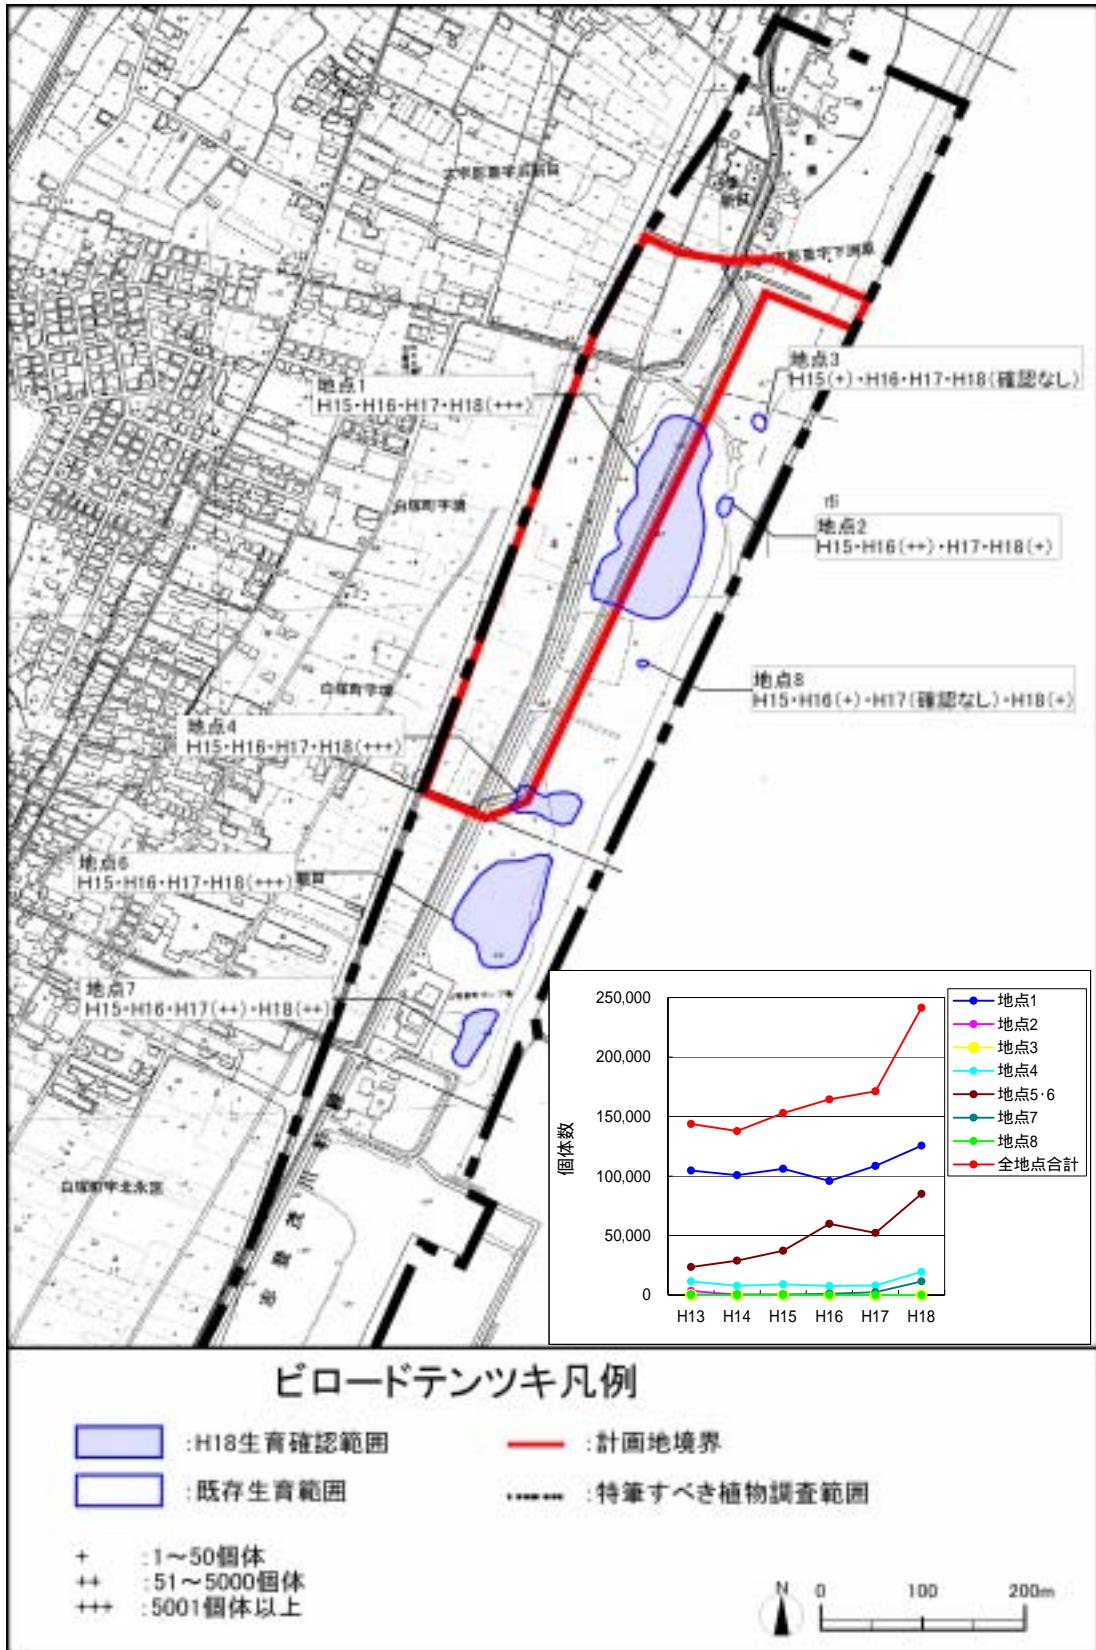 地点3
H15(+)・H16・H17・H18(確認なし)
地点1
H15・H16・H17・H18(+++)
地点2
H15・H16(++)・H17・H18(+)
地点8
H15・H16(+)・H17(確認なし)・H18(+)
地点4
H15・H16・H17・H18(+++)
地点6
H15・H16・H17・H18(+++)
地点7
H15・H16・H17(++)・H18(++)
白塚町字北永区
個体数
250,000
200,000
150,000
100,000
50,000
0
H13 H14 H15 H16 H17 H18
地点1
地点2
地点3
地点4
地点5・6
地点7
地点8
全地点合計
ビロードテンツキ凡例
:H18生育確認範囲
:計画地境界
:既存生育範囲
:特筆すべき植物調査範囲
+ :1～50個体
++ :51～5000個体
+++ :5001個体以上
N
0 100 200m